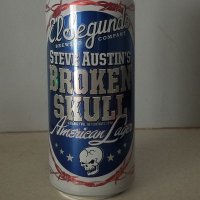 El Segundo
BREWING COMPANY
STEVE AUSTIN'S
BROKEN
SKULL
American Lager